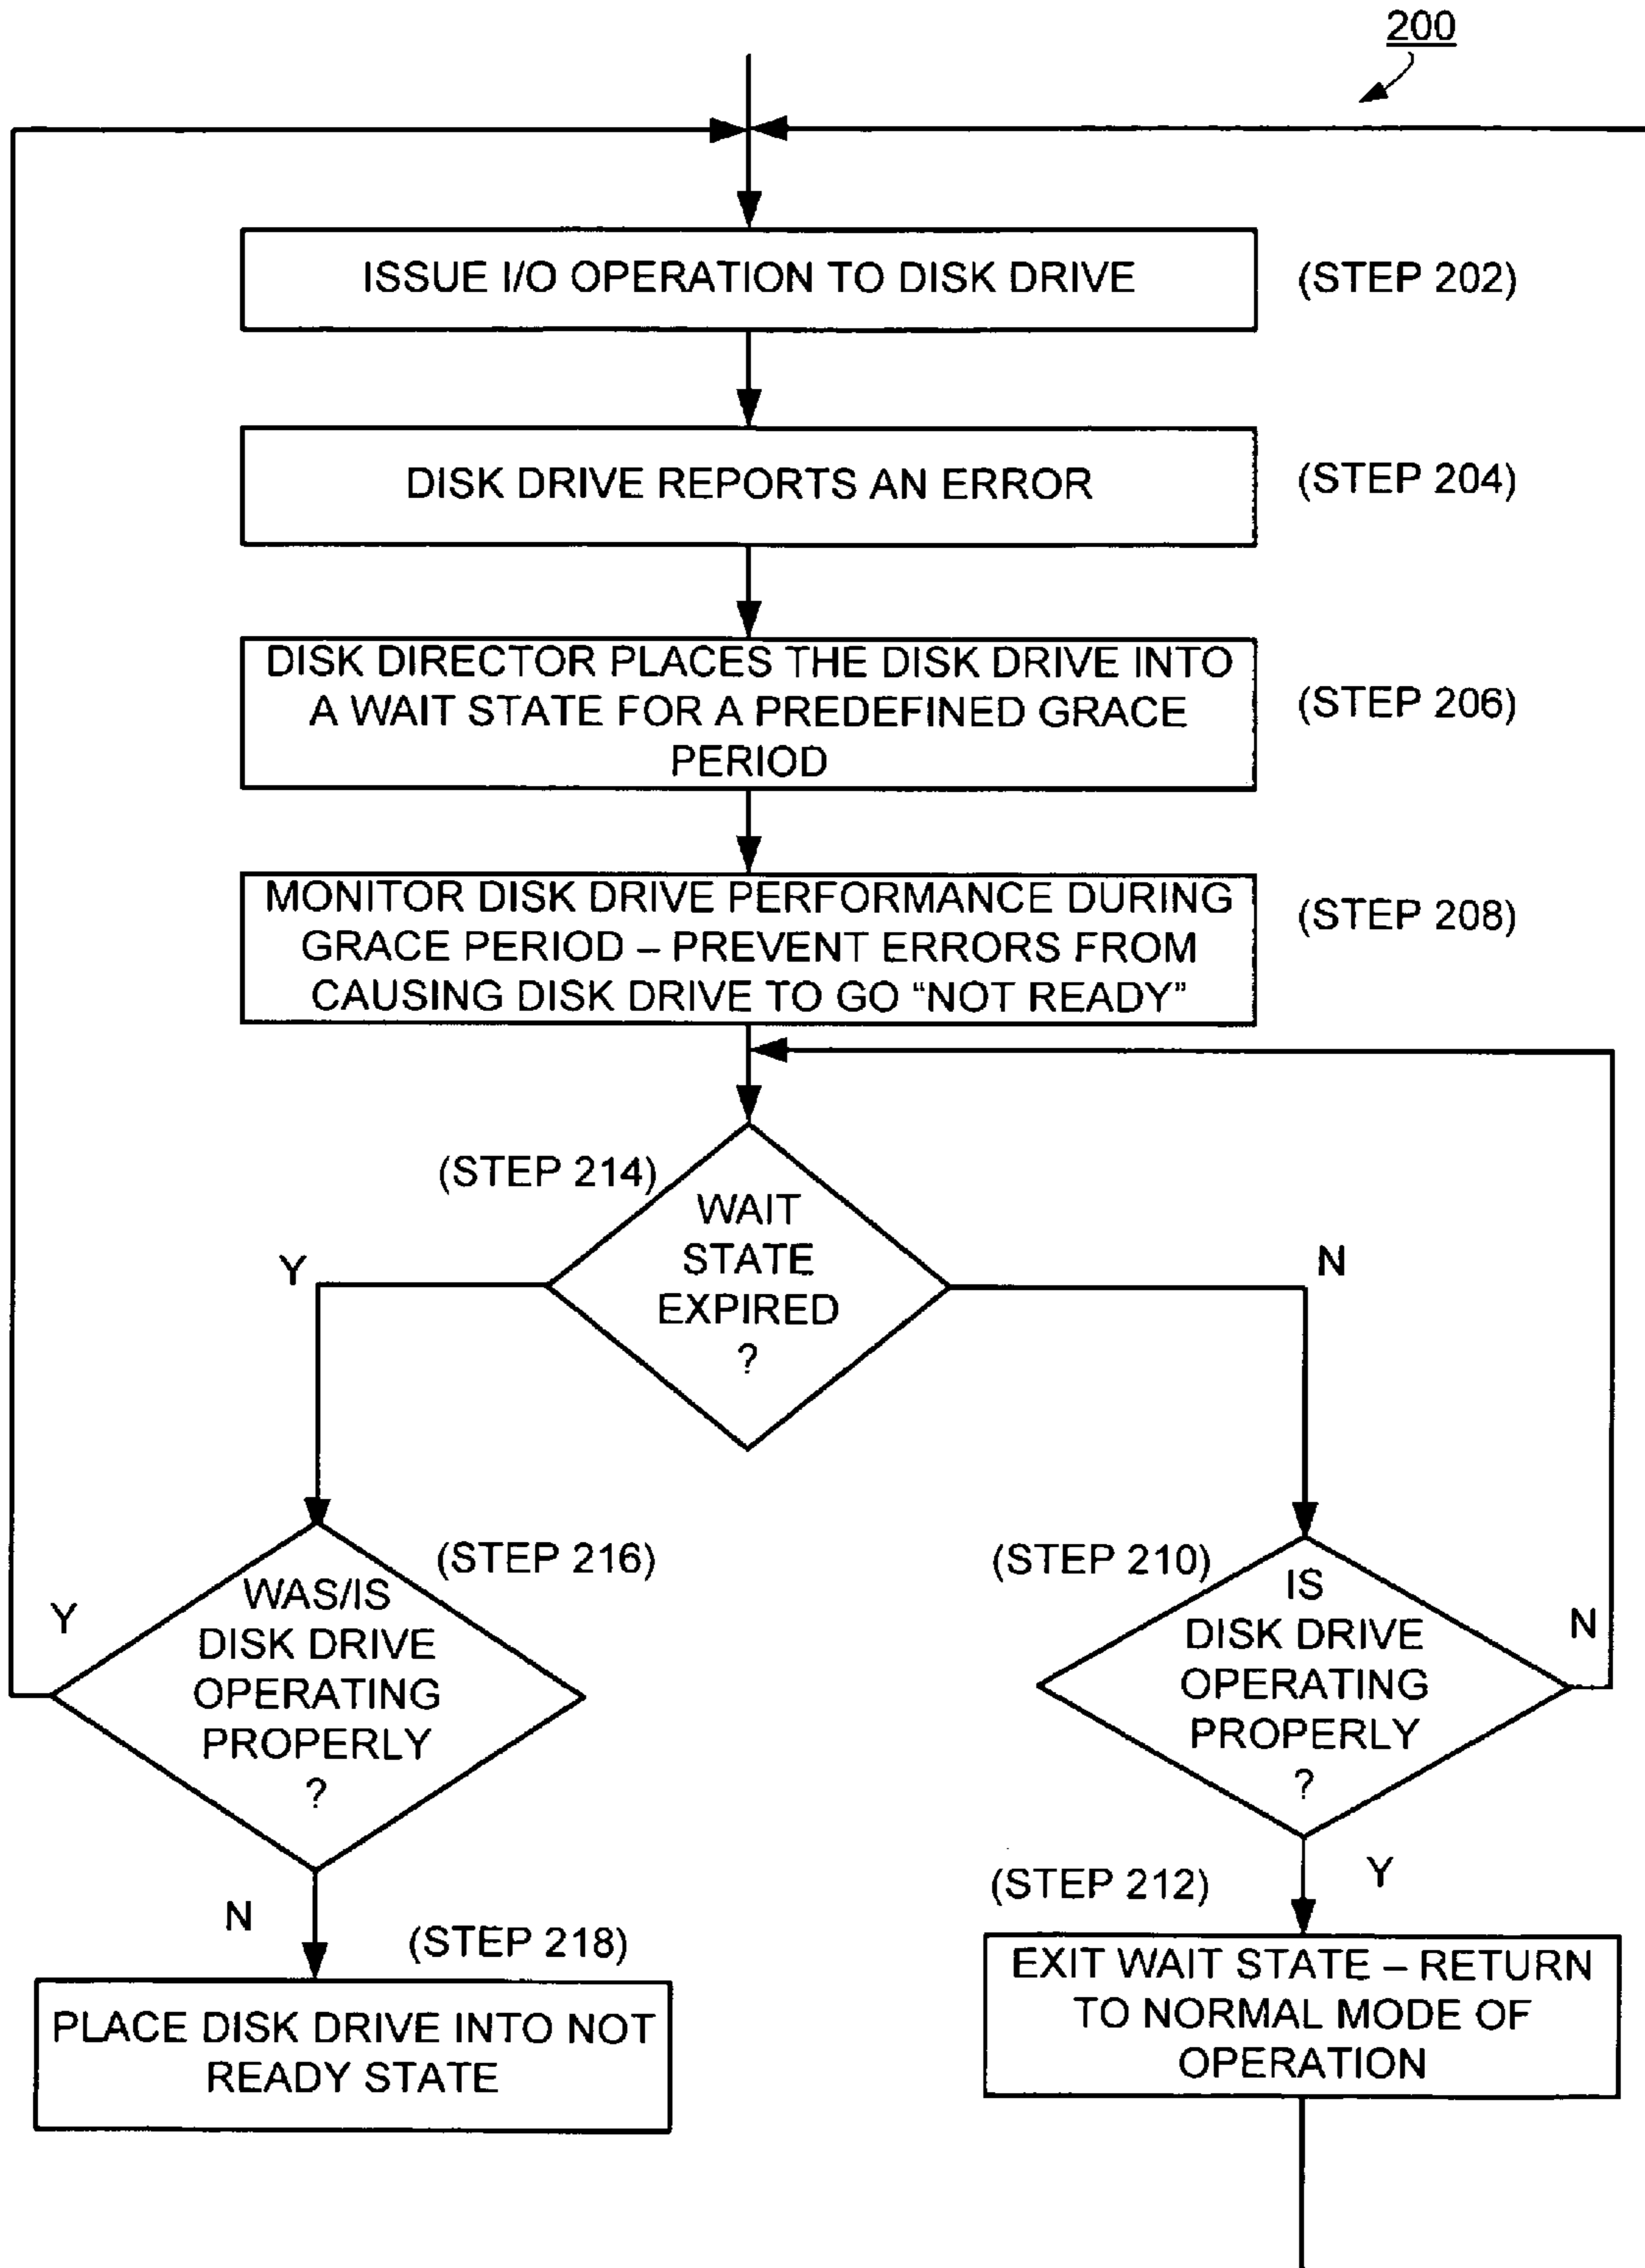 200
ISSUE I/O OPERATION TO DISK DRIVE
(STEP 202)
DISK DRIVE REPORTS AN ERROR
(STEP 204)
DISK DIRECTOR PLACES THE DISK DRIVE INTO
A WAIT STATE FOR A PREDEFINED GRACE
PERIOD
(STEP 206)
MONITOR DISK DRIVE PERFORMANCE DURING
GRACE PERIOD – PREVENT ERRORS FROM
CAUSING DISK DRIVE TO GO “NOT READY”
(STEP 208)
(STEP 214)
WAIT
STATE
EXPIRED
?
Y
N
(STEP 216)
WAS/IS
DISK DRIVE
OPERATING
PROPERLY
?
Y
N
(STEP 210)
IS
DISK DRIVE
OPERATING
PROPERLY
?
N
Y
(STEP 218)
PLACE DISK DRIVE INTO NOT
READY STATE
(STEP 212)
EXIT WAIT STATE – RETURN
TO NORMAL MODE OF
OPERATION